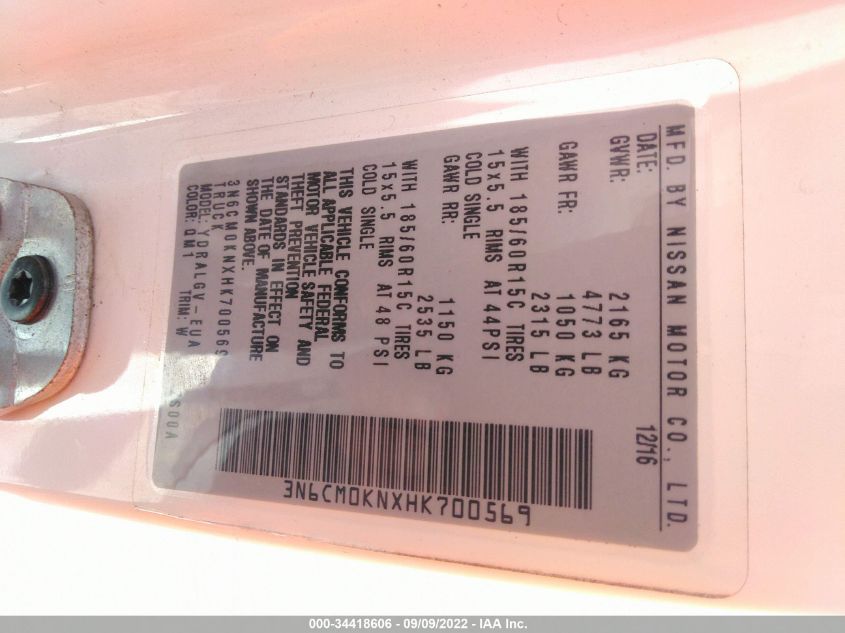 MFD. BY NISSAN MOTOR CO., LTD.
DATE: 12/16
GVWR: 2165 KG
4773 LB
GAWR FR: 1050 KG
2315 LB
WITH 185/60R15C TIRES
15x5.5 RIMS AT 44PSI
COLD SINGLE
GAWR RR: 1150 KG
2535 LB
WITH 185/60R15C TIRES
15x5.5 RIMS AT 48 PSI
COLD SINGLE
THIS VEHICLE CONFORMS TO
ALL APPLICABLE FEDERAL
MOTOR VEHICLE SAFETY AND
THEFT PREVENTION
STANDARDS IN EFFECT ON
THE DATE OF MANUFACTURE
SHOWN ABOVE.
3N6CM0KNXHK700569
TRUCK
MODEL: YDRALGV-EUA
COLOR: QM1 TRIM: W
3N6CM0KNXHK700569
000-34418606 - 09/09/2022 - IAA Inc.